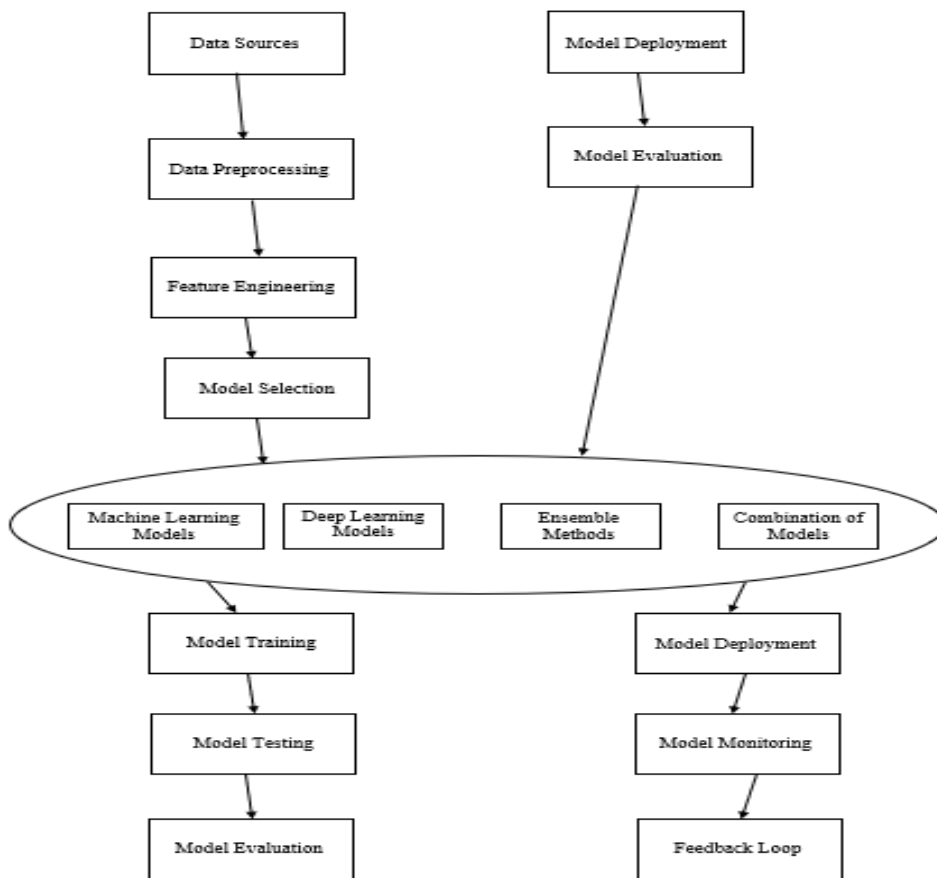 Data Sources
Model Deployment
Data Preprocessing
Model Evaluation
Feature Engineering
Model Selection
Machine Learning
Models
Deep Learning
Models
Ensemble
Methods
Combination of
Models
Model Training
Model Deployment
Model Testing
Model Monitoring
Model Evaluation
Feedback Loop